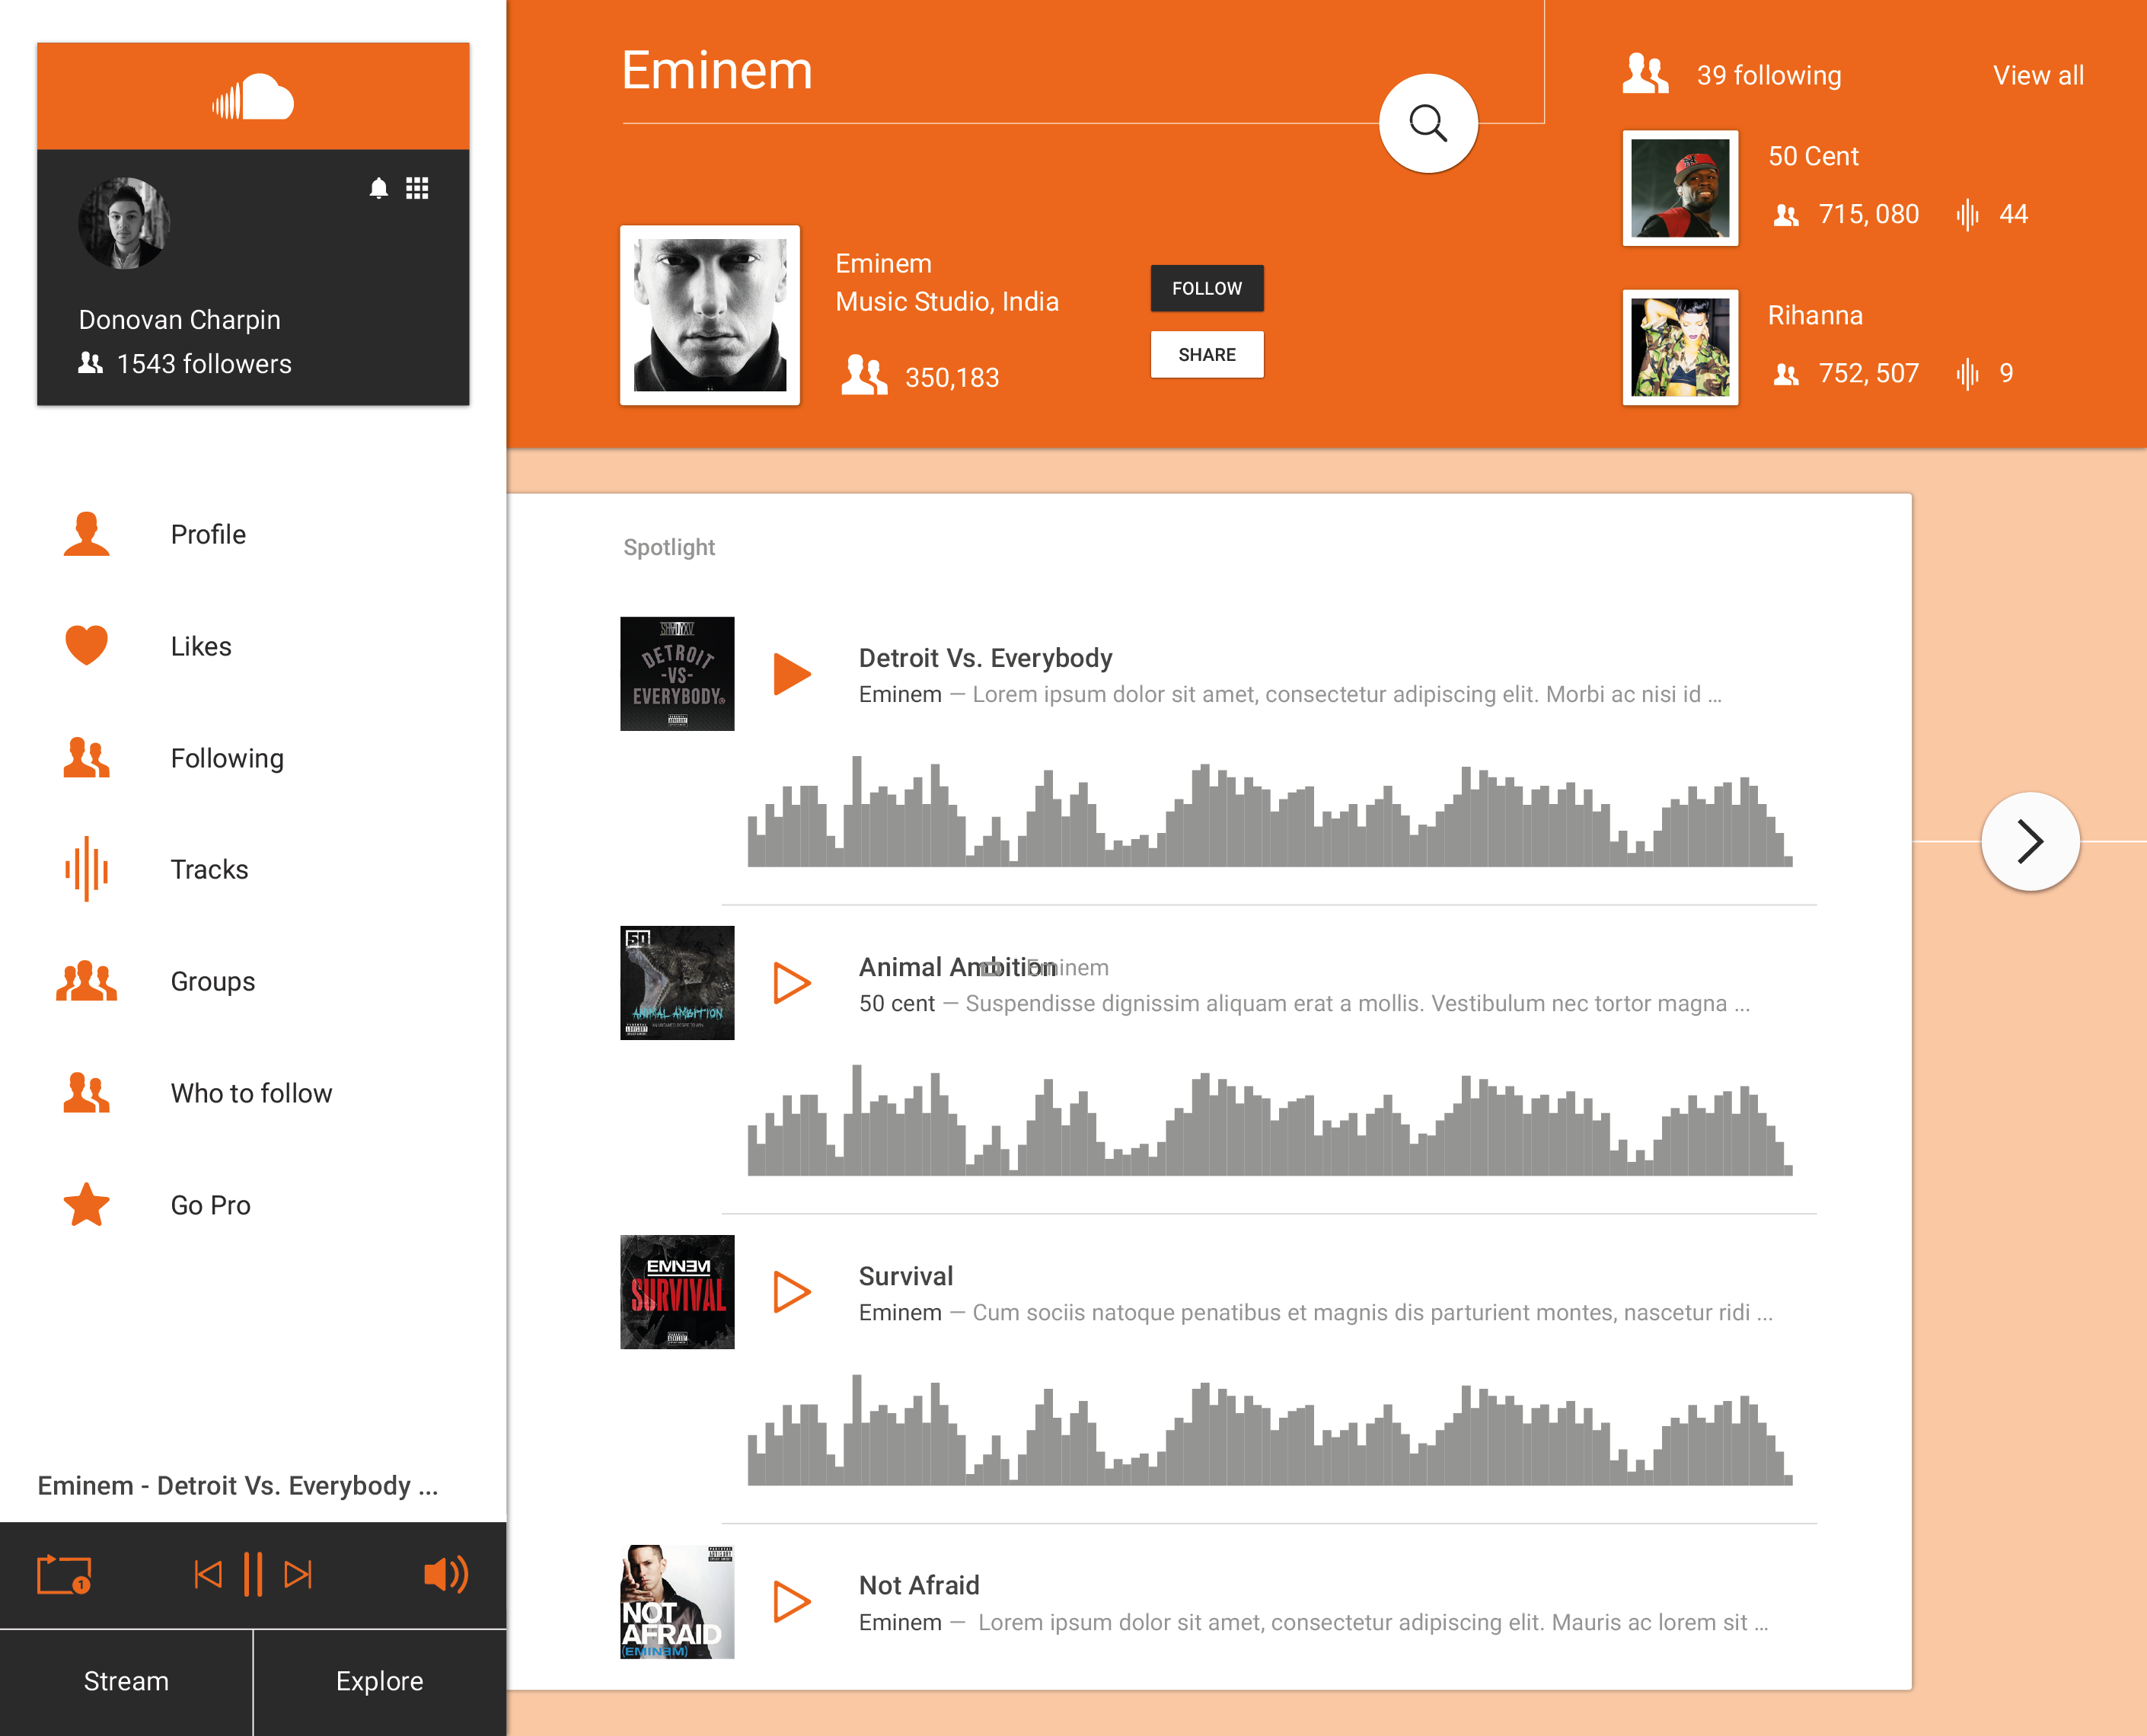 Donovan Charpin
1543 followers
Profile
Likes
Following
Tracks
Groups
Who to follow
Go Pro
Eminem - Detroit Vs. Everybody ...
1
Stream
Explore
Eminem
Eminem
Music Studio, India
350,183
FOLLOW
SHARE
39 following
View all
50 Cent
715, 080
44
Rihanna
752, 507
9
Spotlight
SHADYXV
DETROIT
-VS-
EVERYBODY®
Detroit Vs. Everybody
Eminem — Lorem ipsum dolor sit amet, consectetur adipiscing elit. Morbi ac nisi id ...
50
ANIMAL AMBITION
Animal Ambition
Eminem
50 cent — Suspendisse dignissim aliquam erat a mollis. Vestibulum nec tortor magna ...
EMINƎM
SURVIVAL
Survival
Eminem — Cum sociis natoque penatibus et magnis dis parturient montes, nascetur ridi ...
NOT
AFRAID
(EMINƎM)
Not Afraid
Eminem — Lorem ipsum dolor sit amet, consectetur adipiscing elit. Mauris ac lorem sit ...